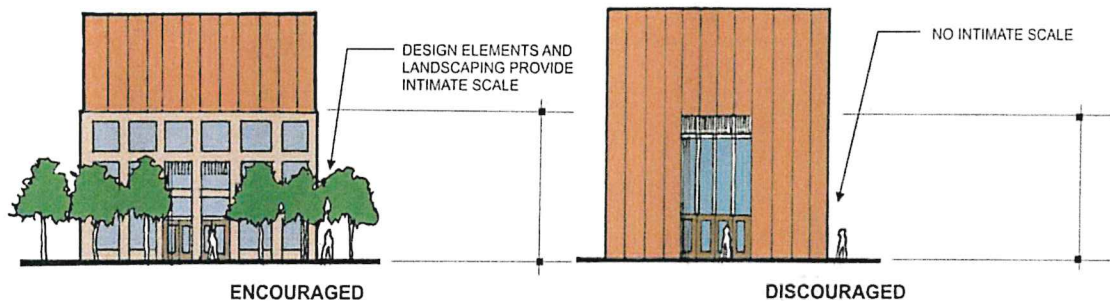 DESIGN ELEMENTS AND
LANDSCAPING PROVIDE
INTIMATE SCALE
ENCOURAGED
NO INTIMATE SCALE
DISCOURAGED